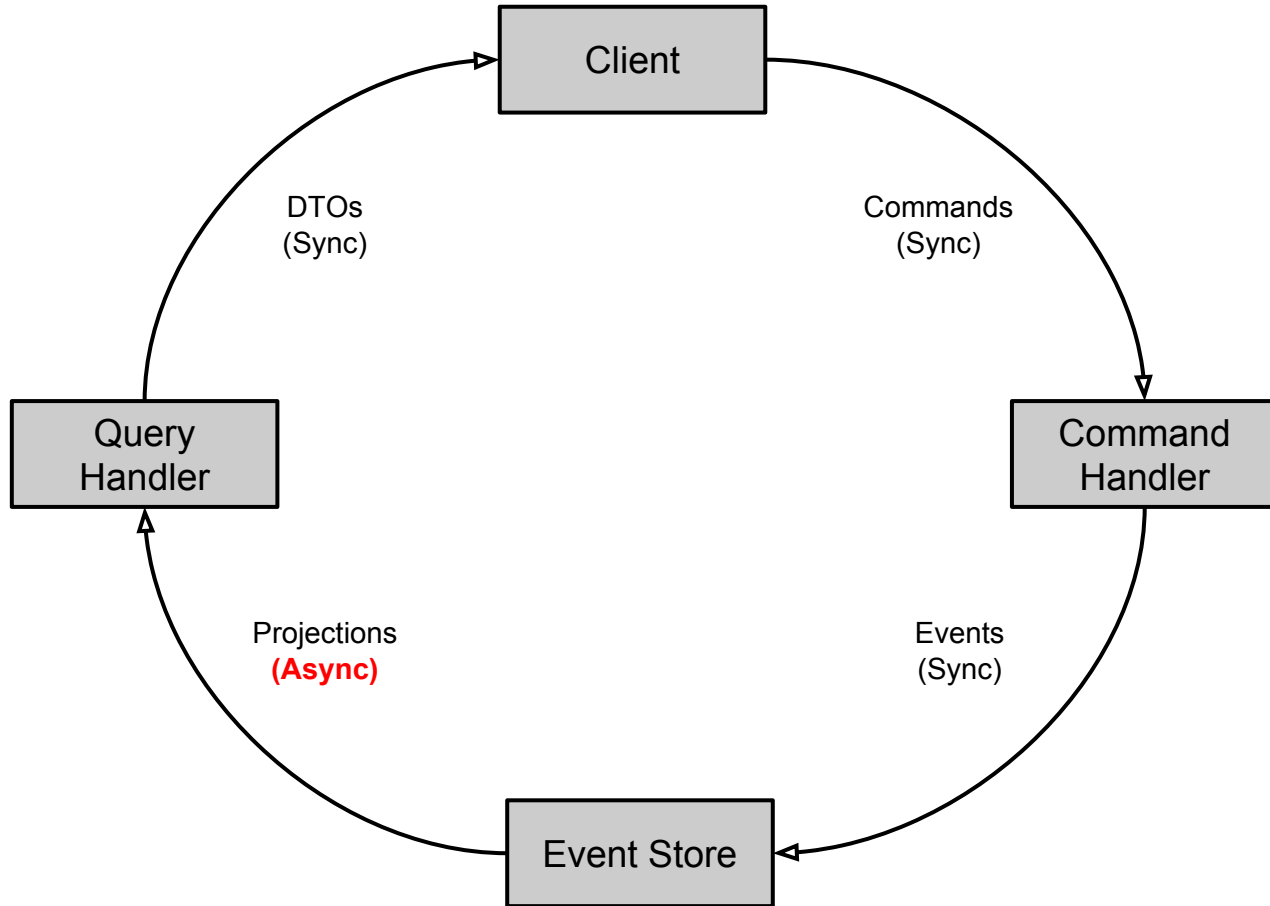 Client
DTOs
(Sync)
Commands
(Sync)
Query
Handler
Command
Handler
Projections
(Async)
Events
(Sync)
Event Store